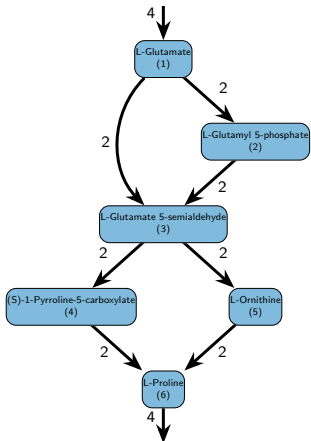 4
L-Glutamate
(1)
2
L-Glutamyl 5-phosphate
(2)
2
2
L-Glutamate 5-semialdehyde
(3)
2
2
(S)-1-Pyrroline-5-carboxylate
(4)
L-Ornithine
(5)
2
2
L-Proline
(6)
4